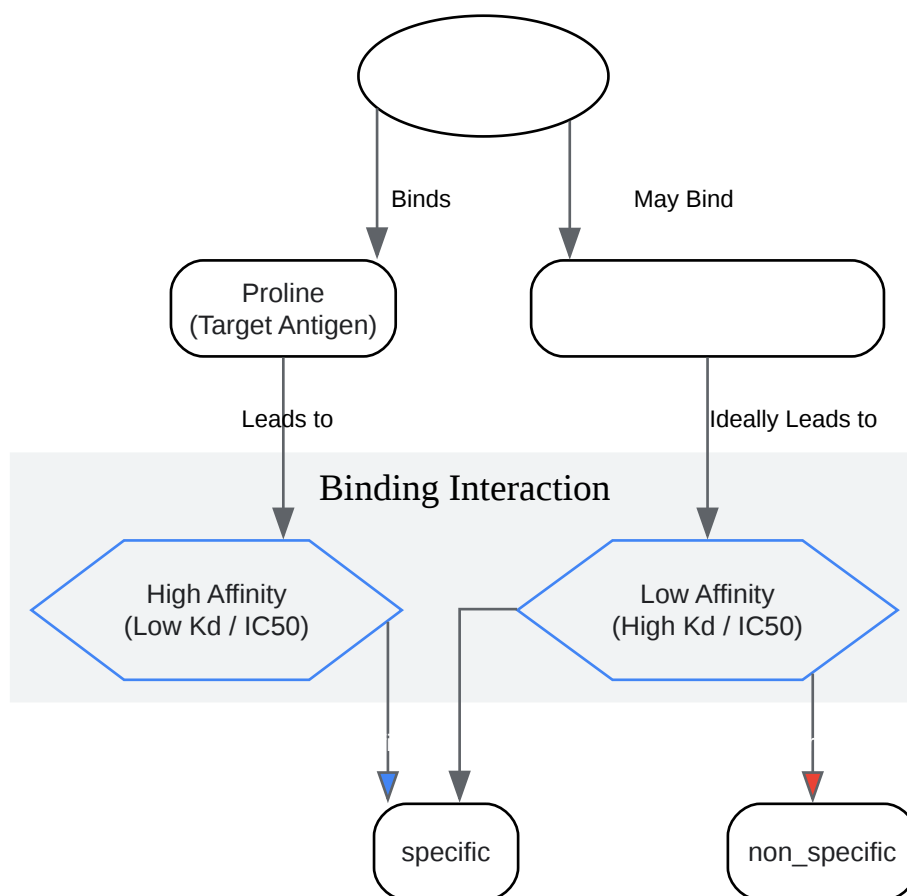 Binds
May Bind
Proline
(Target Antigen)
Leads to
Ideally Leads to
Binding Interaction
High Affinity
(Low Kd / IC50)
Low Affinity
(High Kd / IC50)
specific
non_specific